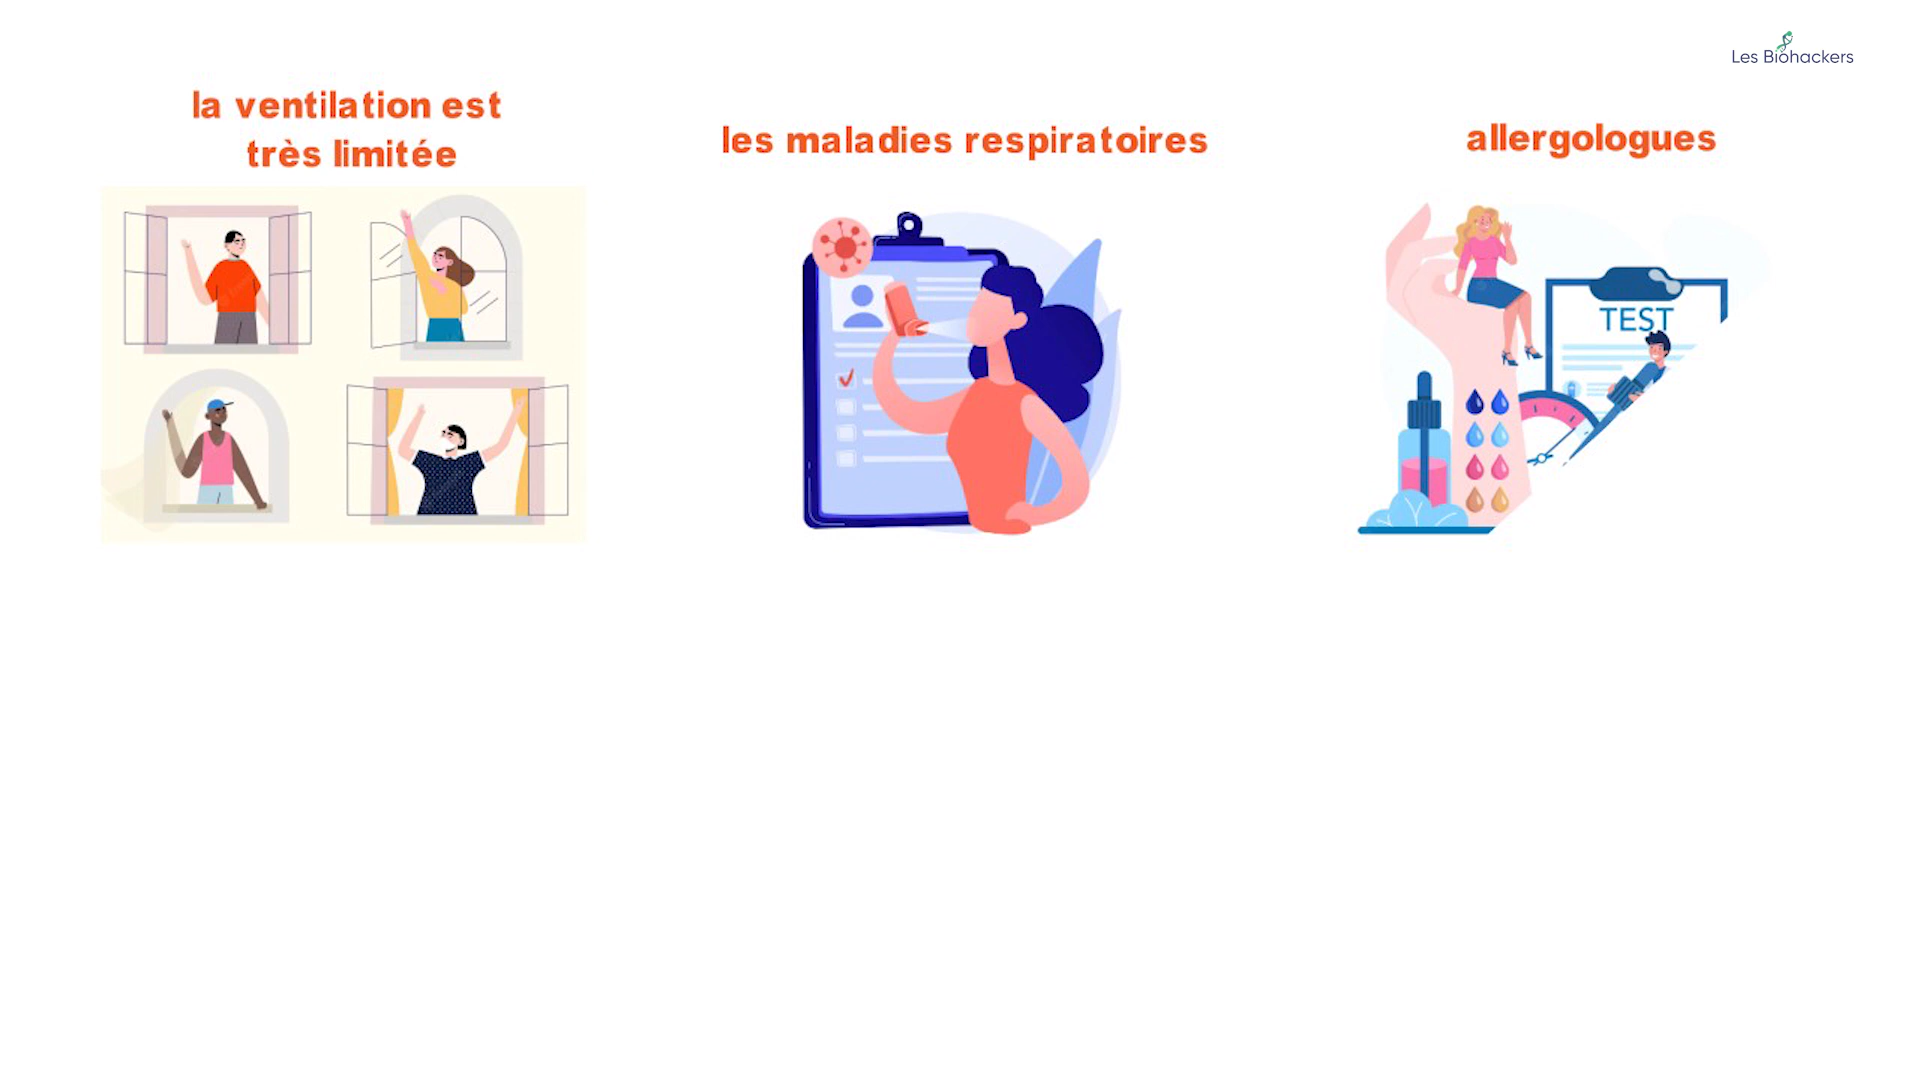 Les Biohackers
la ventilation est
très limitée
les maladies respiratoires
allergologues
TEST